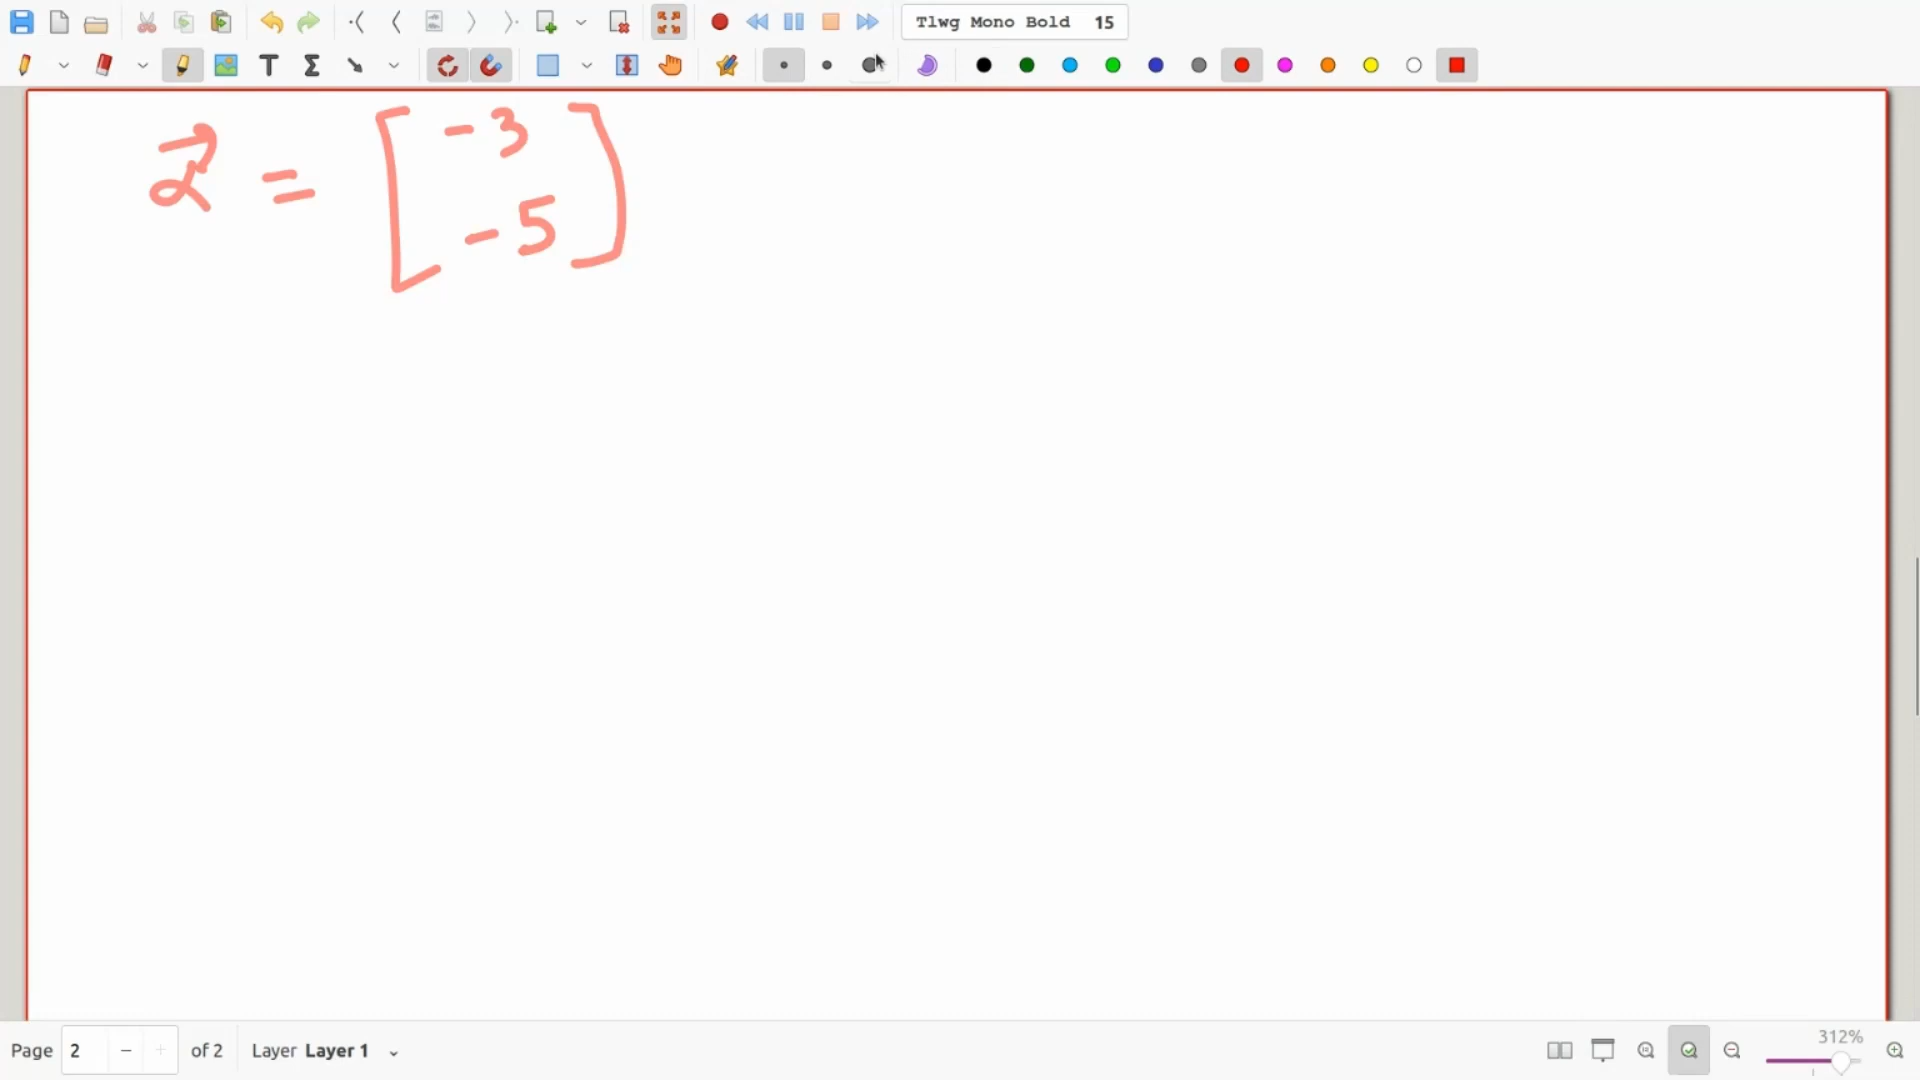 Tlwg Mono Bold 15
α⃗ = [ -3
-5 ]
312%
Page 2 of 2 Layer Layer 1